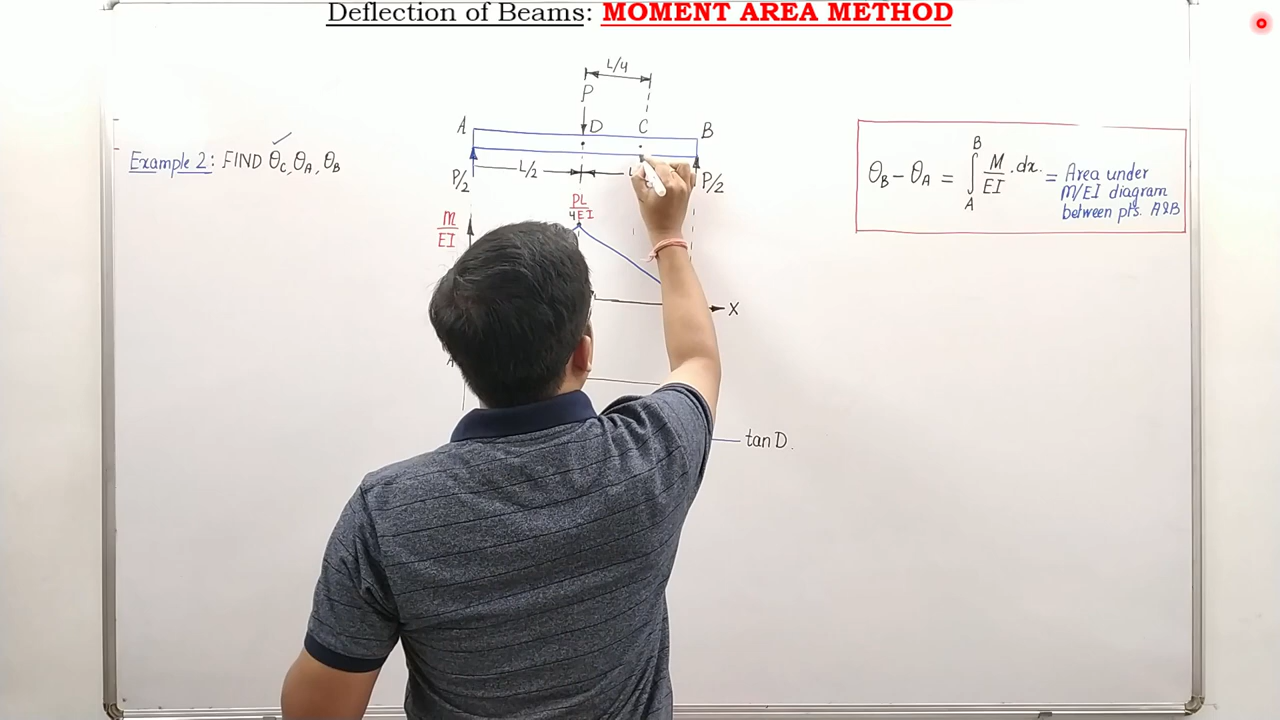 Deflection of Beams: MOMENT AREA METHOD
L/4
P
A D C B
Example 2: FIND θC, θA, θB
L/2
P/2 P/2
PL
4EI
M
EI
X
tan D.
θB - θA = ∫ M/EI .dx. = Area under
M/EI diagram
between pts. A&B
B
A